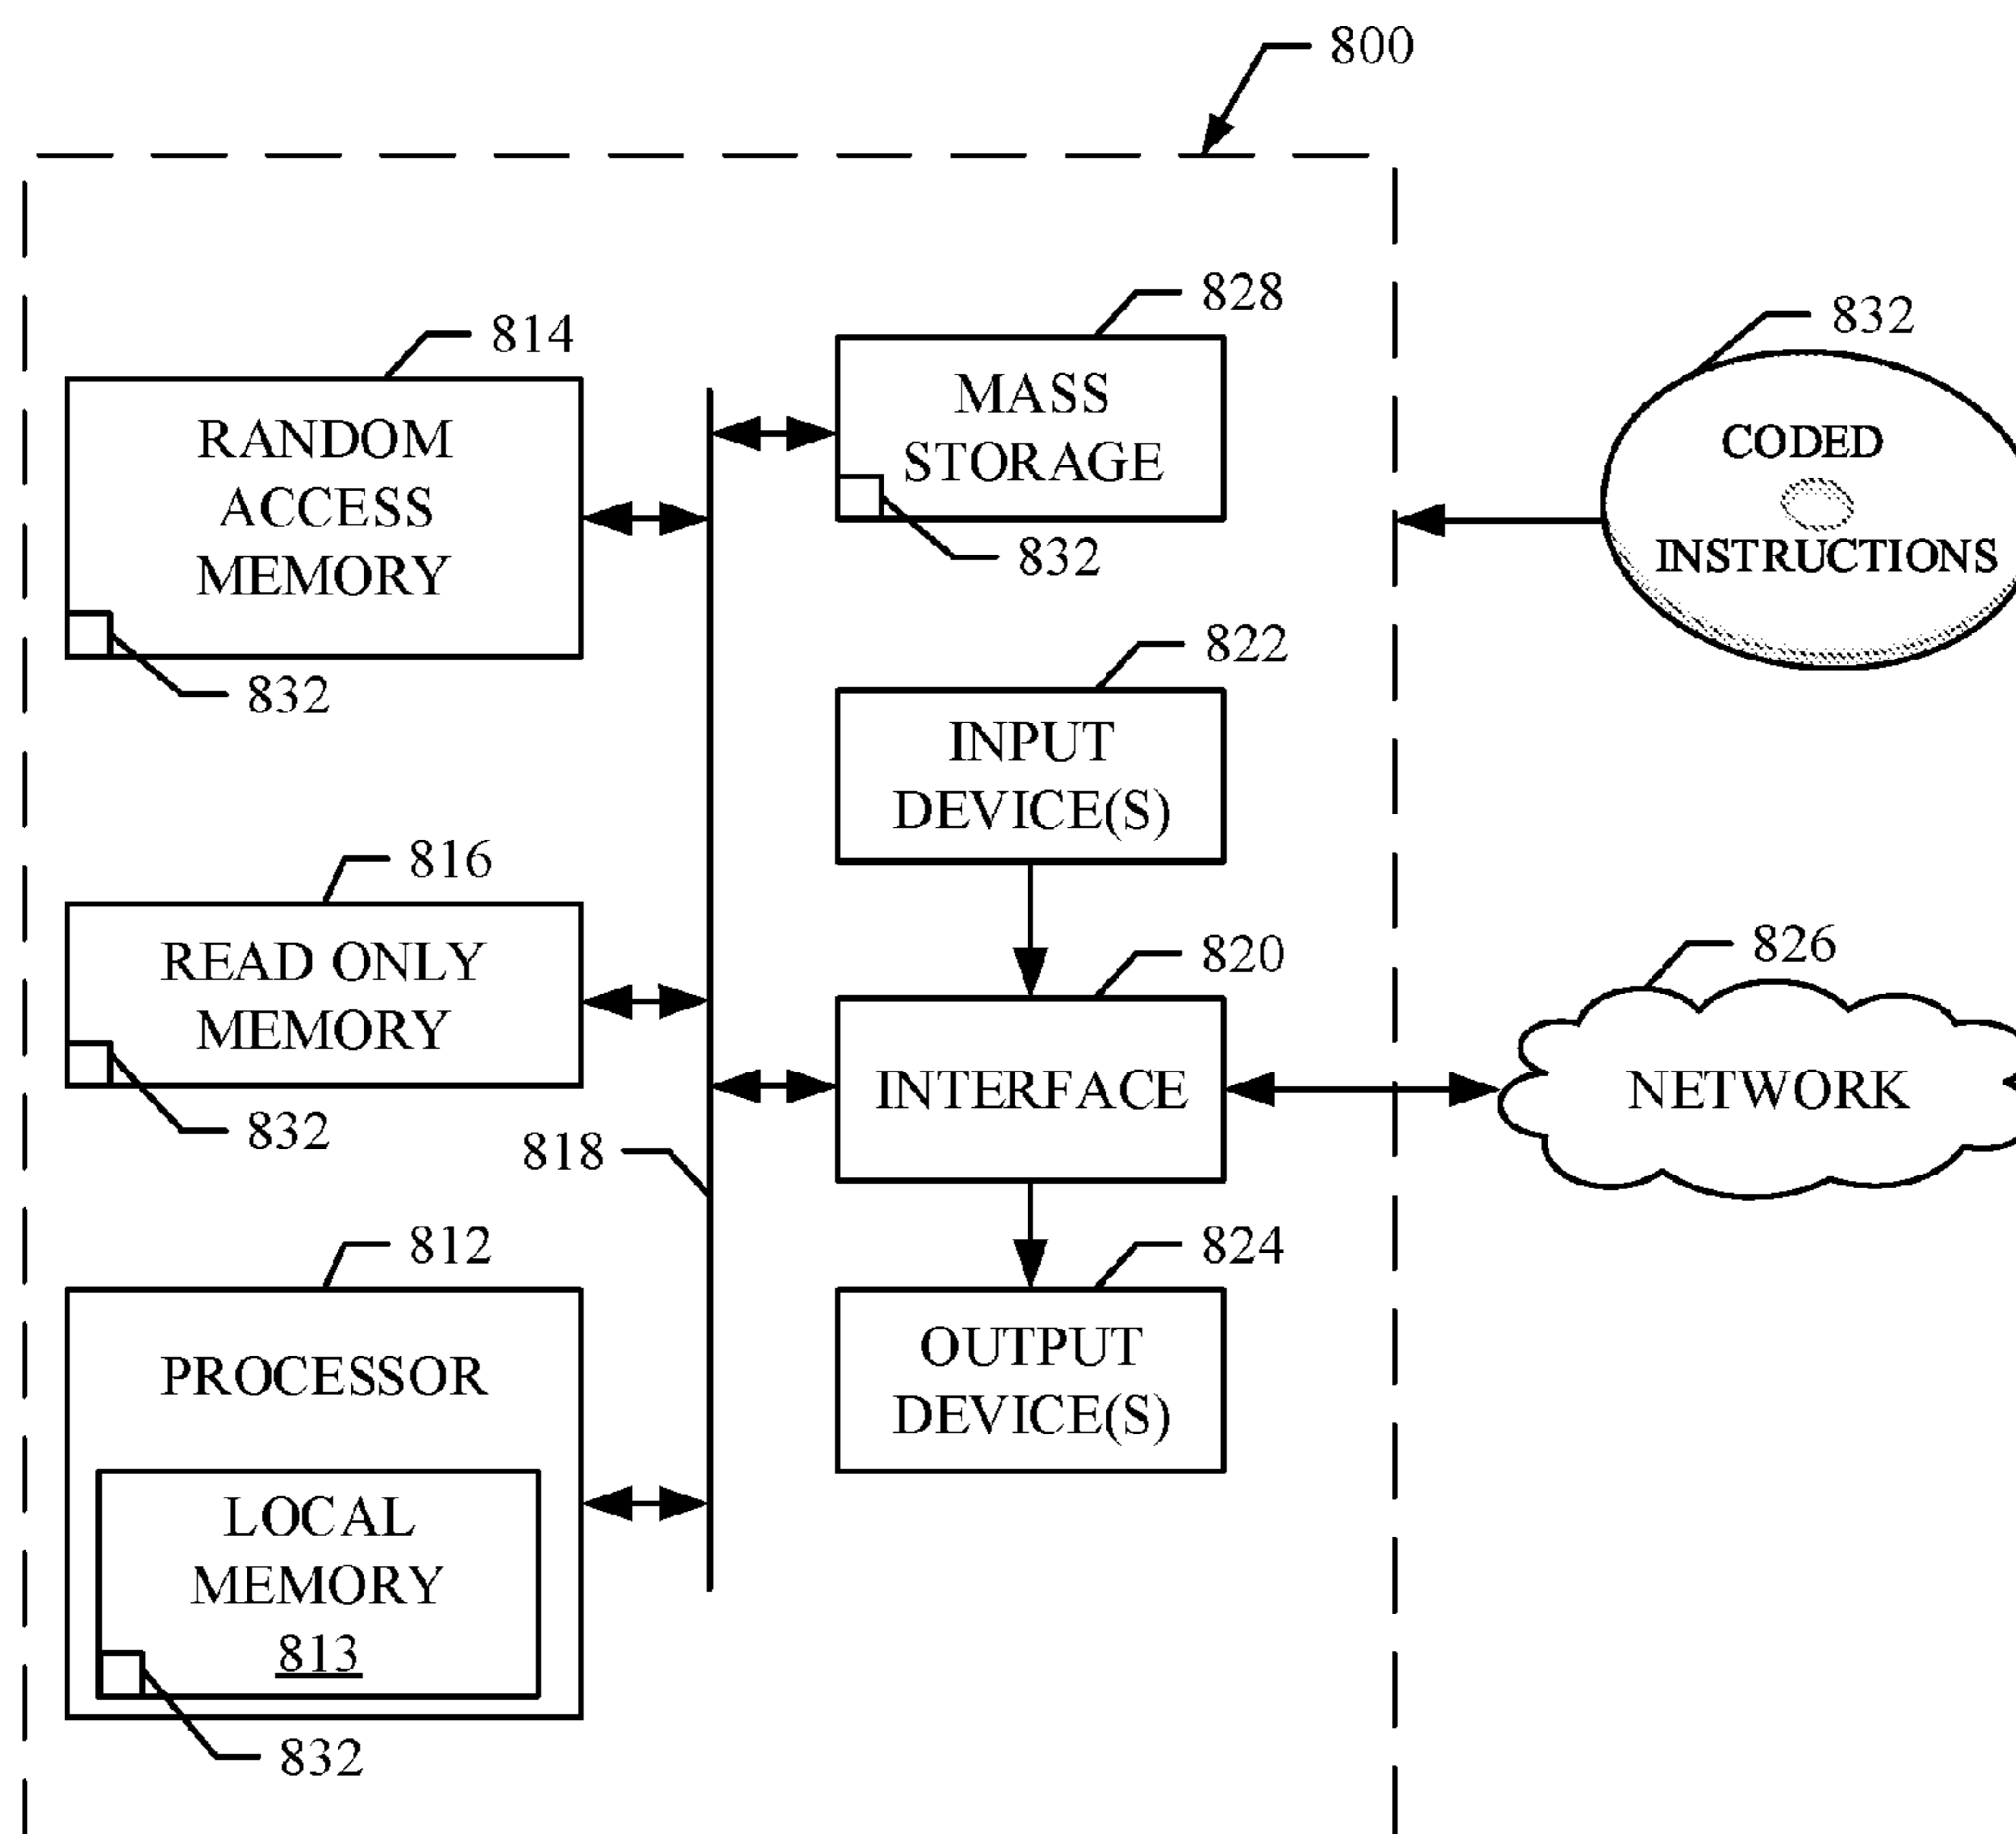 800
828
832
814
MASS
STORAGE
RANDOM
ACCESS
MEMORY
CODED
INSTRUCTIONS
832
832
822
INPUT
DEVICE(S)
816
READ ONLY
MEMORY
820
826
INTERFACE
NETWORK
832
818
812
824
PROCESSOR
OUTPUT
DEVICE(S)
LOCAL
MEMORY
813
832